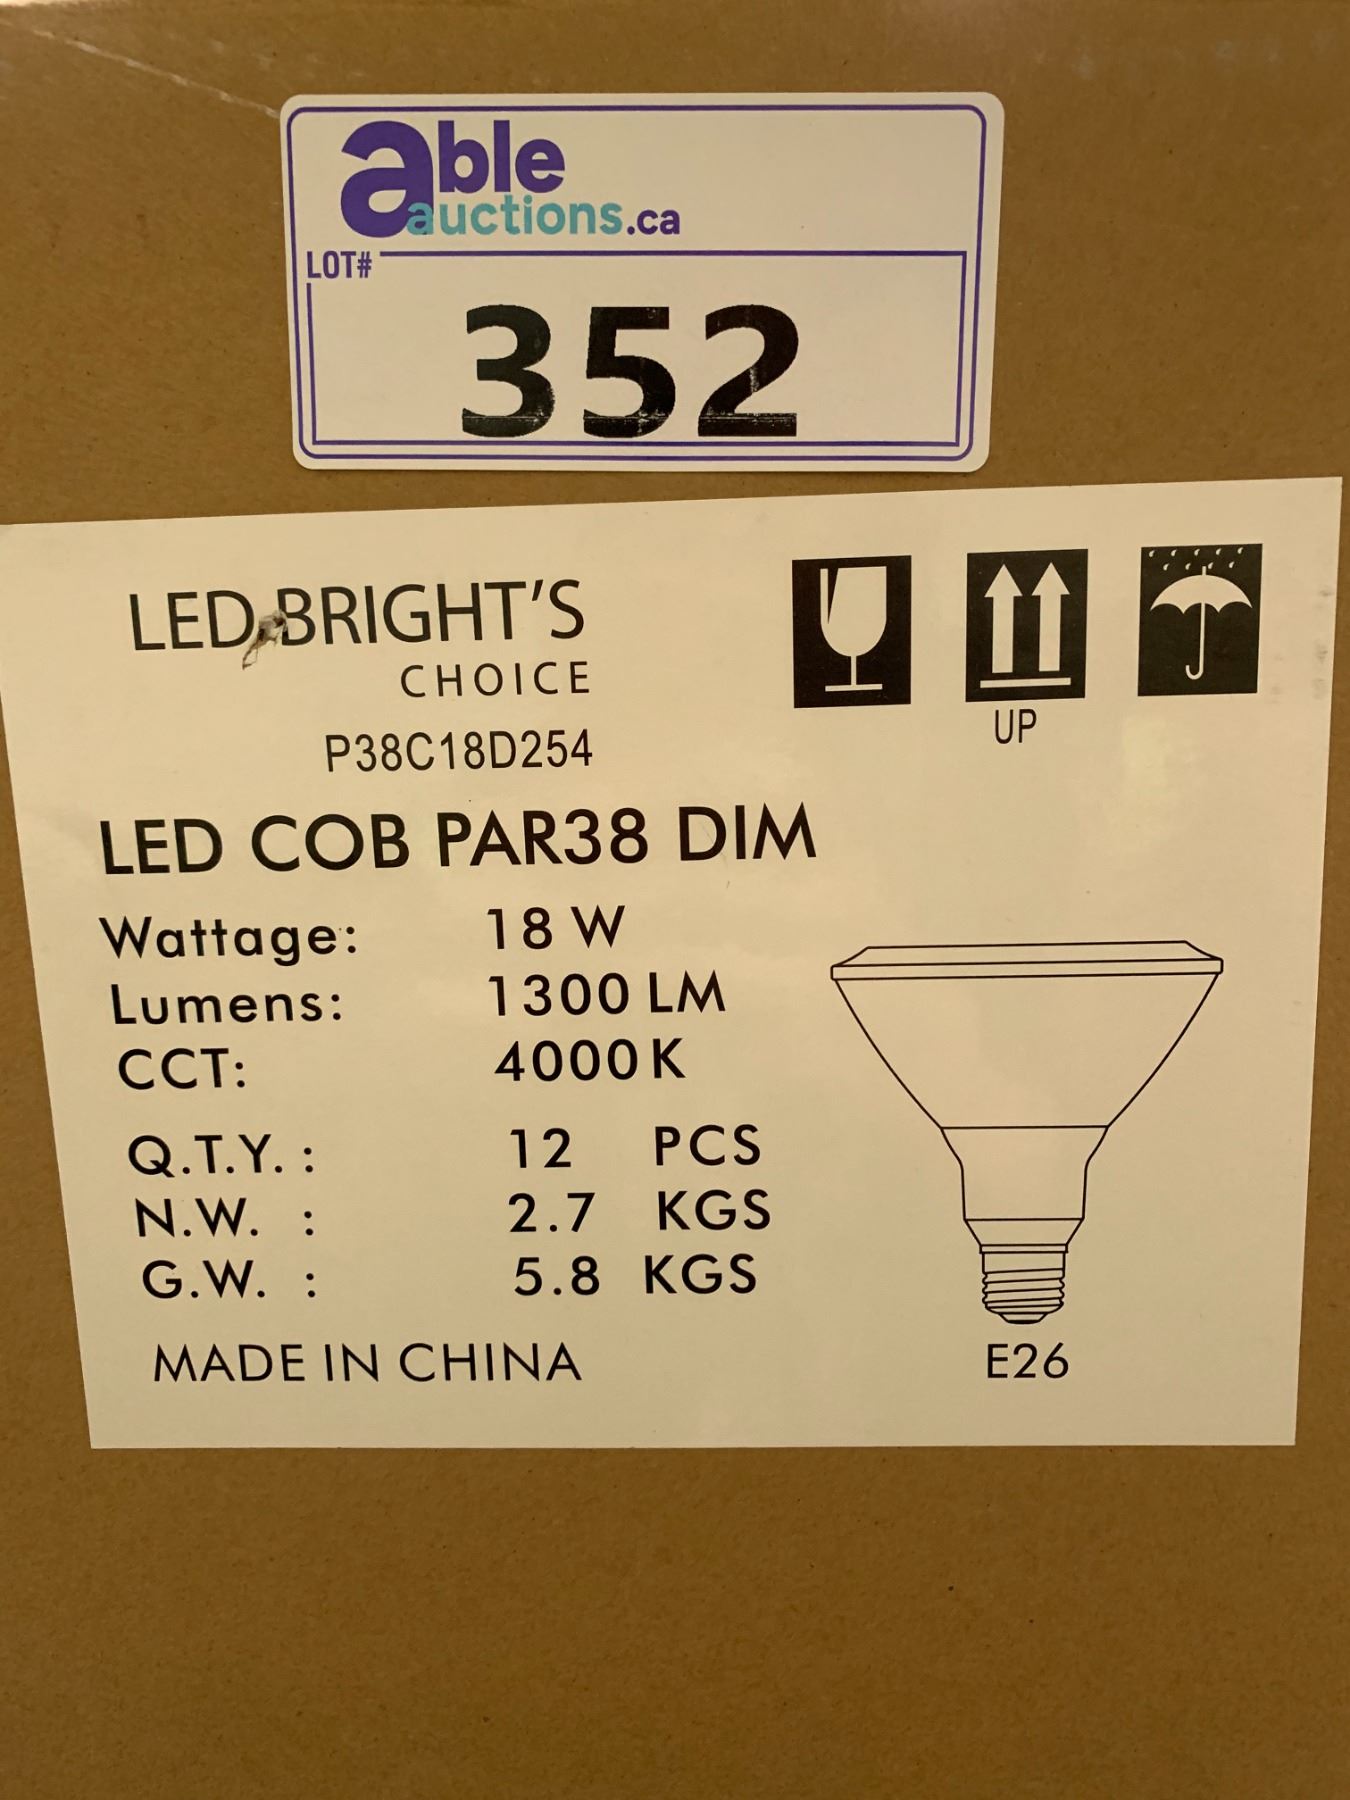 able
auctions.ca
LOT#
352
LED BRIGHT'S
CHOICE
P38C18D254
UP
LED COB PAR38 DIM
Wattage: 18 W
Lumens: 1300 LM
CCT: 4000 K
Q.T.Y. : 12 PCS
N.W. : 2.7 KGS
G.W. : 5.8 KGS
MADE IN CHINA
E26